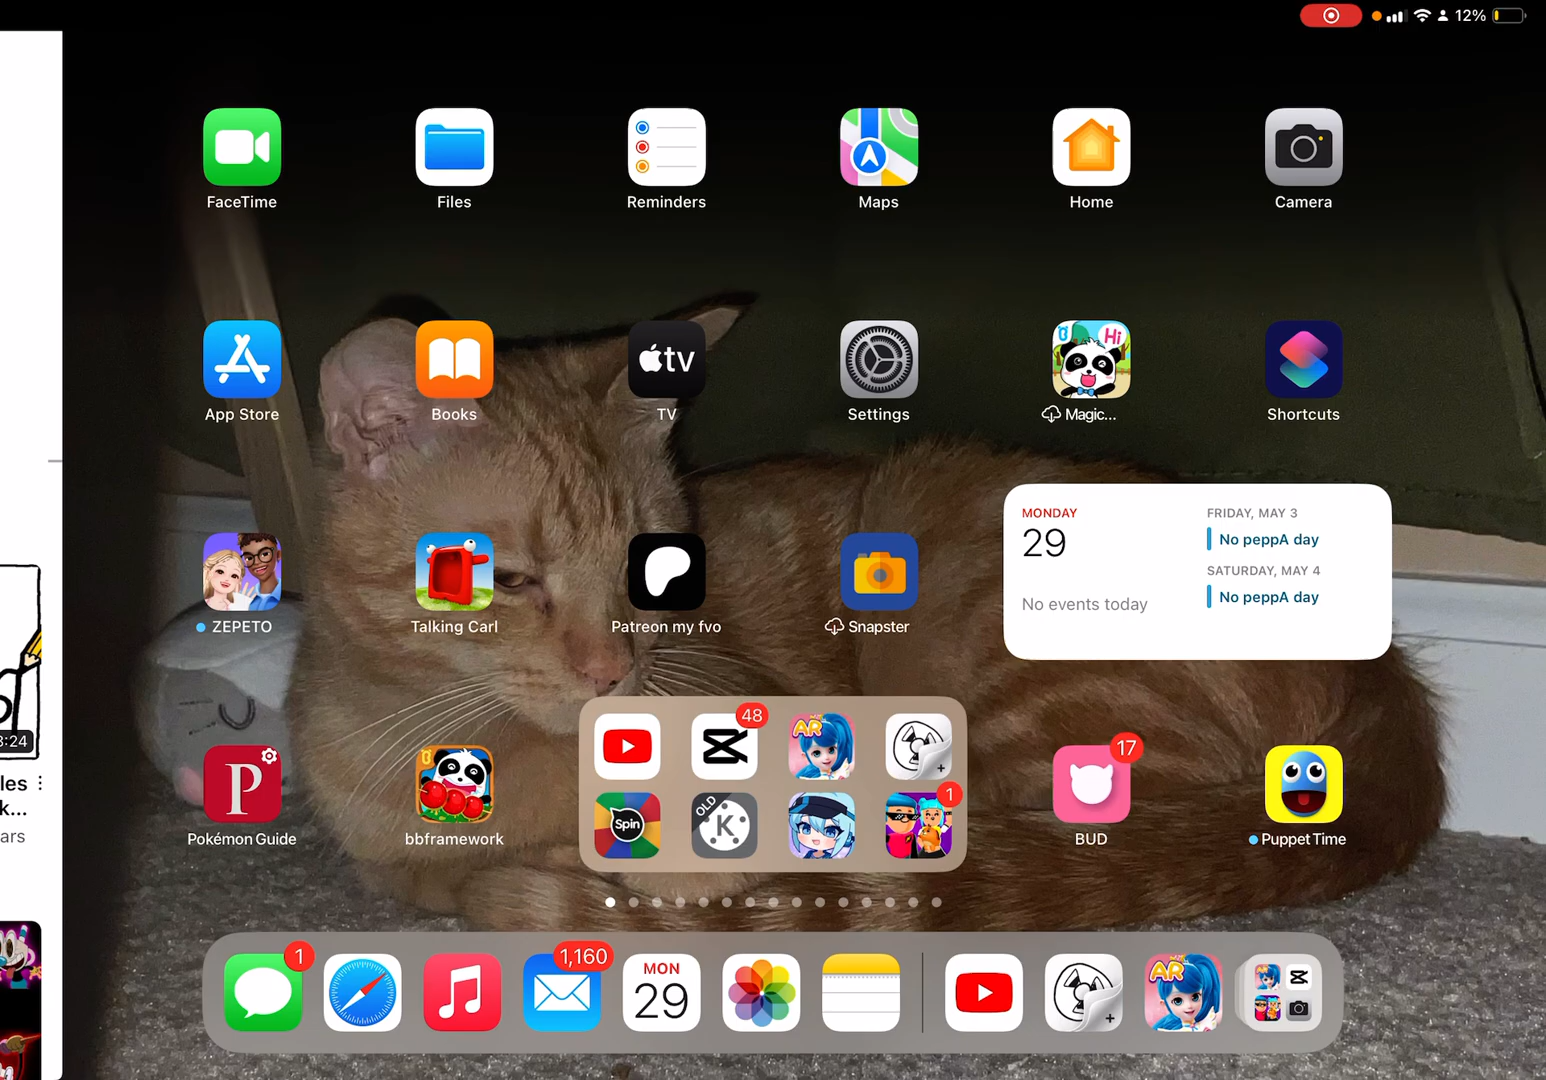 12%
FaceTime
Files
Reminders
Maps
Home
Camera
tv
Hi
App Store
Books
TV
Settings
Magic...
Shortcuts
MONDAY
29
No events today
FRIDAY, MAY 3
No peppA day
SATURDAY, MAY 4
No peppA day
ZEPETO
Talking Carl
Patreon my fvo
Snapster
3:24
les
k...
ars
P
Pokémon Guide
bbframework
48
AR
Spin
OLD
K
1
17
BUD
Puppet Time
1
1,160
MON
29
AR